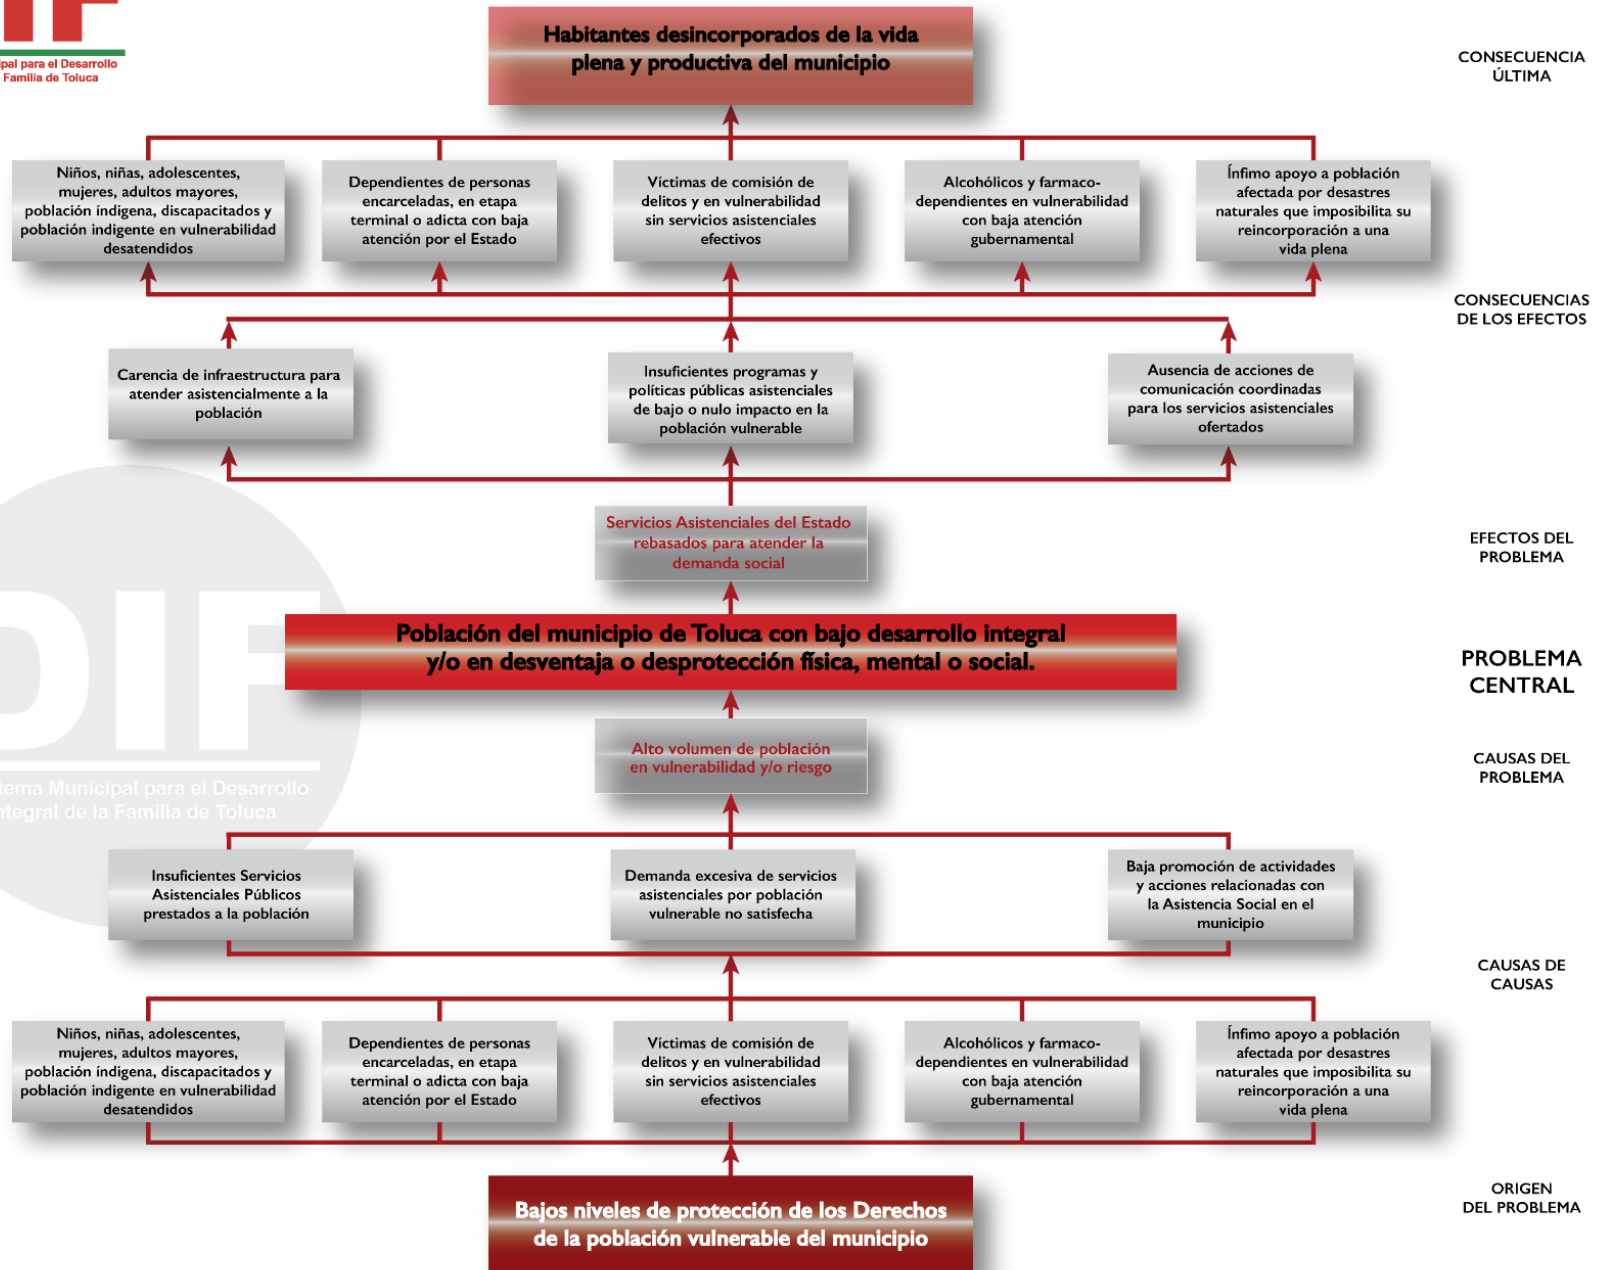 IF
pal para el Desarrollo
Familia de Toluca
Habitantes desincorporados de la vida
plena y productiva del municipio
CONSECUENCIA
ÚLTIMA
Niños, niñas, adolescentes,
mujeres, adultos mayores,
población índigena, discapacitados y
población indigente en vulnerabilidad
desatendidos
Dependientes de personas
encarceladas, en etapa
terminal o adicta con baja
atención por el Estado
Víctimas de comisión de
delitos y en vulnerabilidad
sin servicios asistenciales
efectivos
Alcohólicos y farmaco-
dependientes en vulnerabilidad
con baja atención
gubernamental
Ínfimo apoyo a población
afectada por desastres
naturales que imposibilita su
reincorporación a una
vida plena
CONSECUENCIAS
DE LOS EFECTOS
Carencia de infraestructura para
atender asistencialmente a la
población
Insuficientes programas y
políticas públicas asistenciales
de bajo o nulo impacto en la
población vulnerable
Ausencia de acciones de
comunicación coordinadas
para los servicios asistenciales
ofertados
Servicios Asistenciales del Estado
rebasados para atender la
demanda social
EFECTOS DEL
PROBLEMA
Población del municipio de Toluca con bajo desarrollo integral
y/o en desventaja o desprotección física, mental o social.
PROBLEMA
CENTRAL
DIF
tema Municipal para el Desarrollo
ntegral de la Familia de Toluca
Alto volumen de población
en vulnerabilidad y/o riesgo
CAUSAS DEL
PROBLEMA
Insuficientes Servicios
Asistenciales Públicos
prestados a la población
Demanda excesiva de servicios
asistenciales por población
vulnerable no satisfecha
Baja promoción de actividades
y acciones relacionadas con
la Asistencia Social en el
municipio
CAUSAS DE
CAUSAS
Niños, niñas, adolescentes,
mujeres, adultos mayores,
población índigena, discapacitados y
población indigente en vulnerabilidad
desatendidos
Dependientes de personas
encarceladas, en etapa
terminal o adicta con baja
atención por el Estado
Víctimas de comisión de
delitos y en vulnerabilidad
sin servicios asistenciales
efectivos
Alcohólicos y farmaco-
dependientes en vulnerabilidad
con baja atención
gubernamental
Ínfimo apoyo a población
afectada por desastres
naturales que imposibilita su
reincorporación a una
vida plena
ORIGEN
DEL PROBLEMA
Bajos niveles de protección de los Derechos
de la población vulnerable del municipio